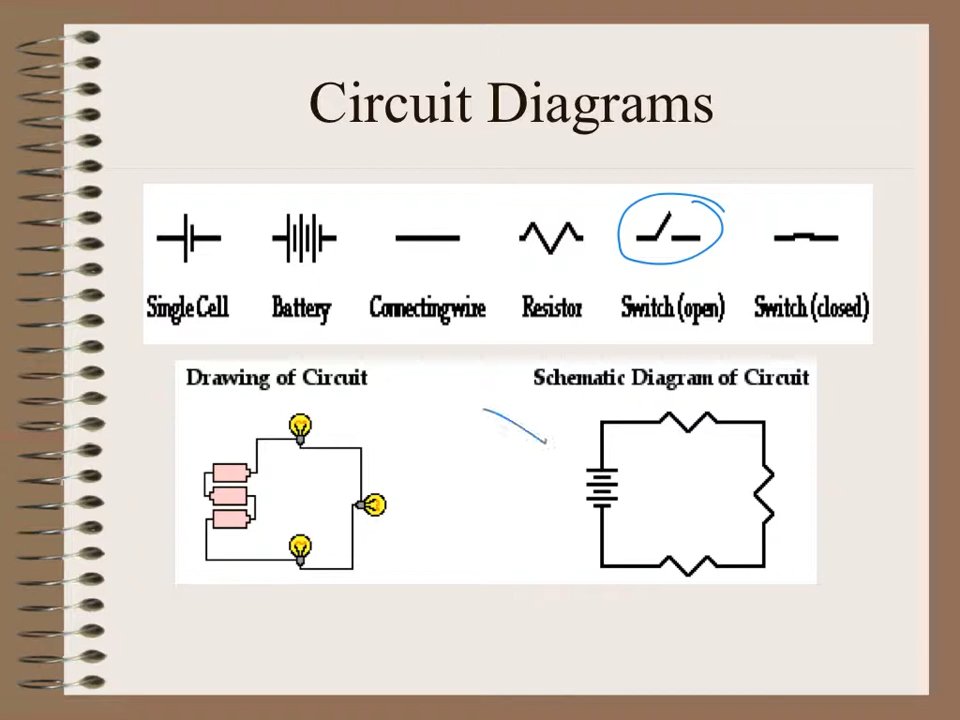 Circuit Diagrams
Single Cell Battery Connecting wire Resistor Switch (open) Switch (closed)
Drawing of Circuit Schematic Diagram of Circuit